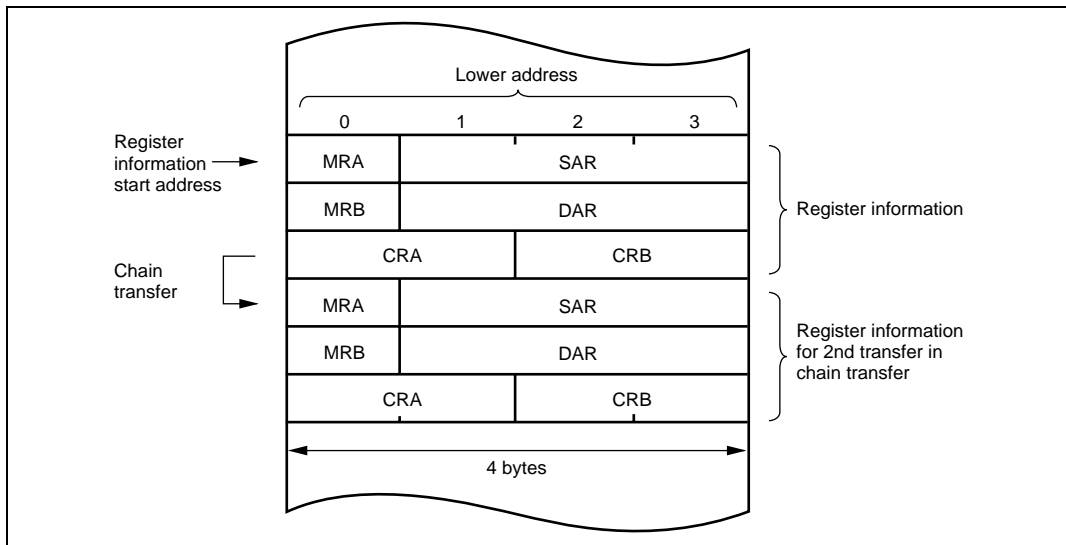 Lower address
0 1 2 3
Register
information
start address
MRA SAR
MRB DAR
Register information
CRA CRB
Chain
transfer
MRA SAR
MRB DAR
Register information
for 2nd transfer in
chain transfer
CRA CRB
4 bytes